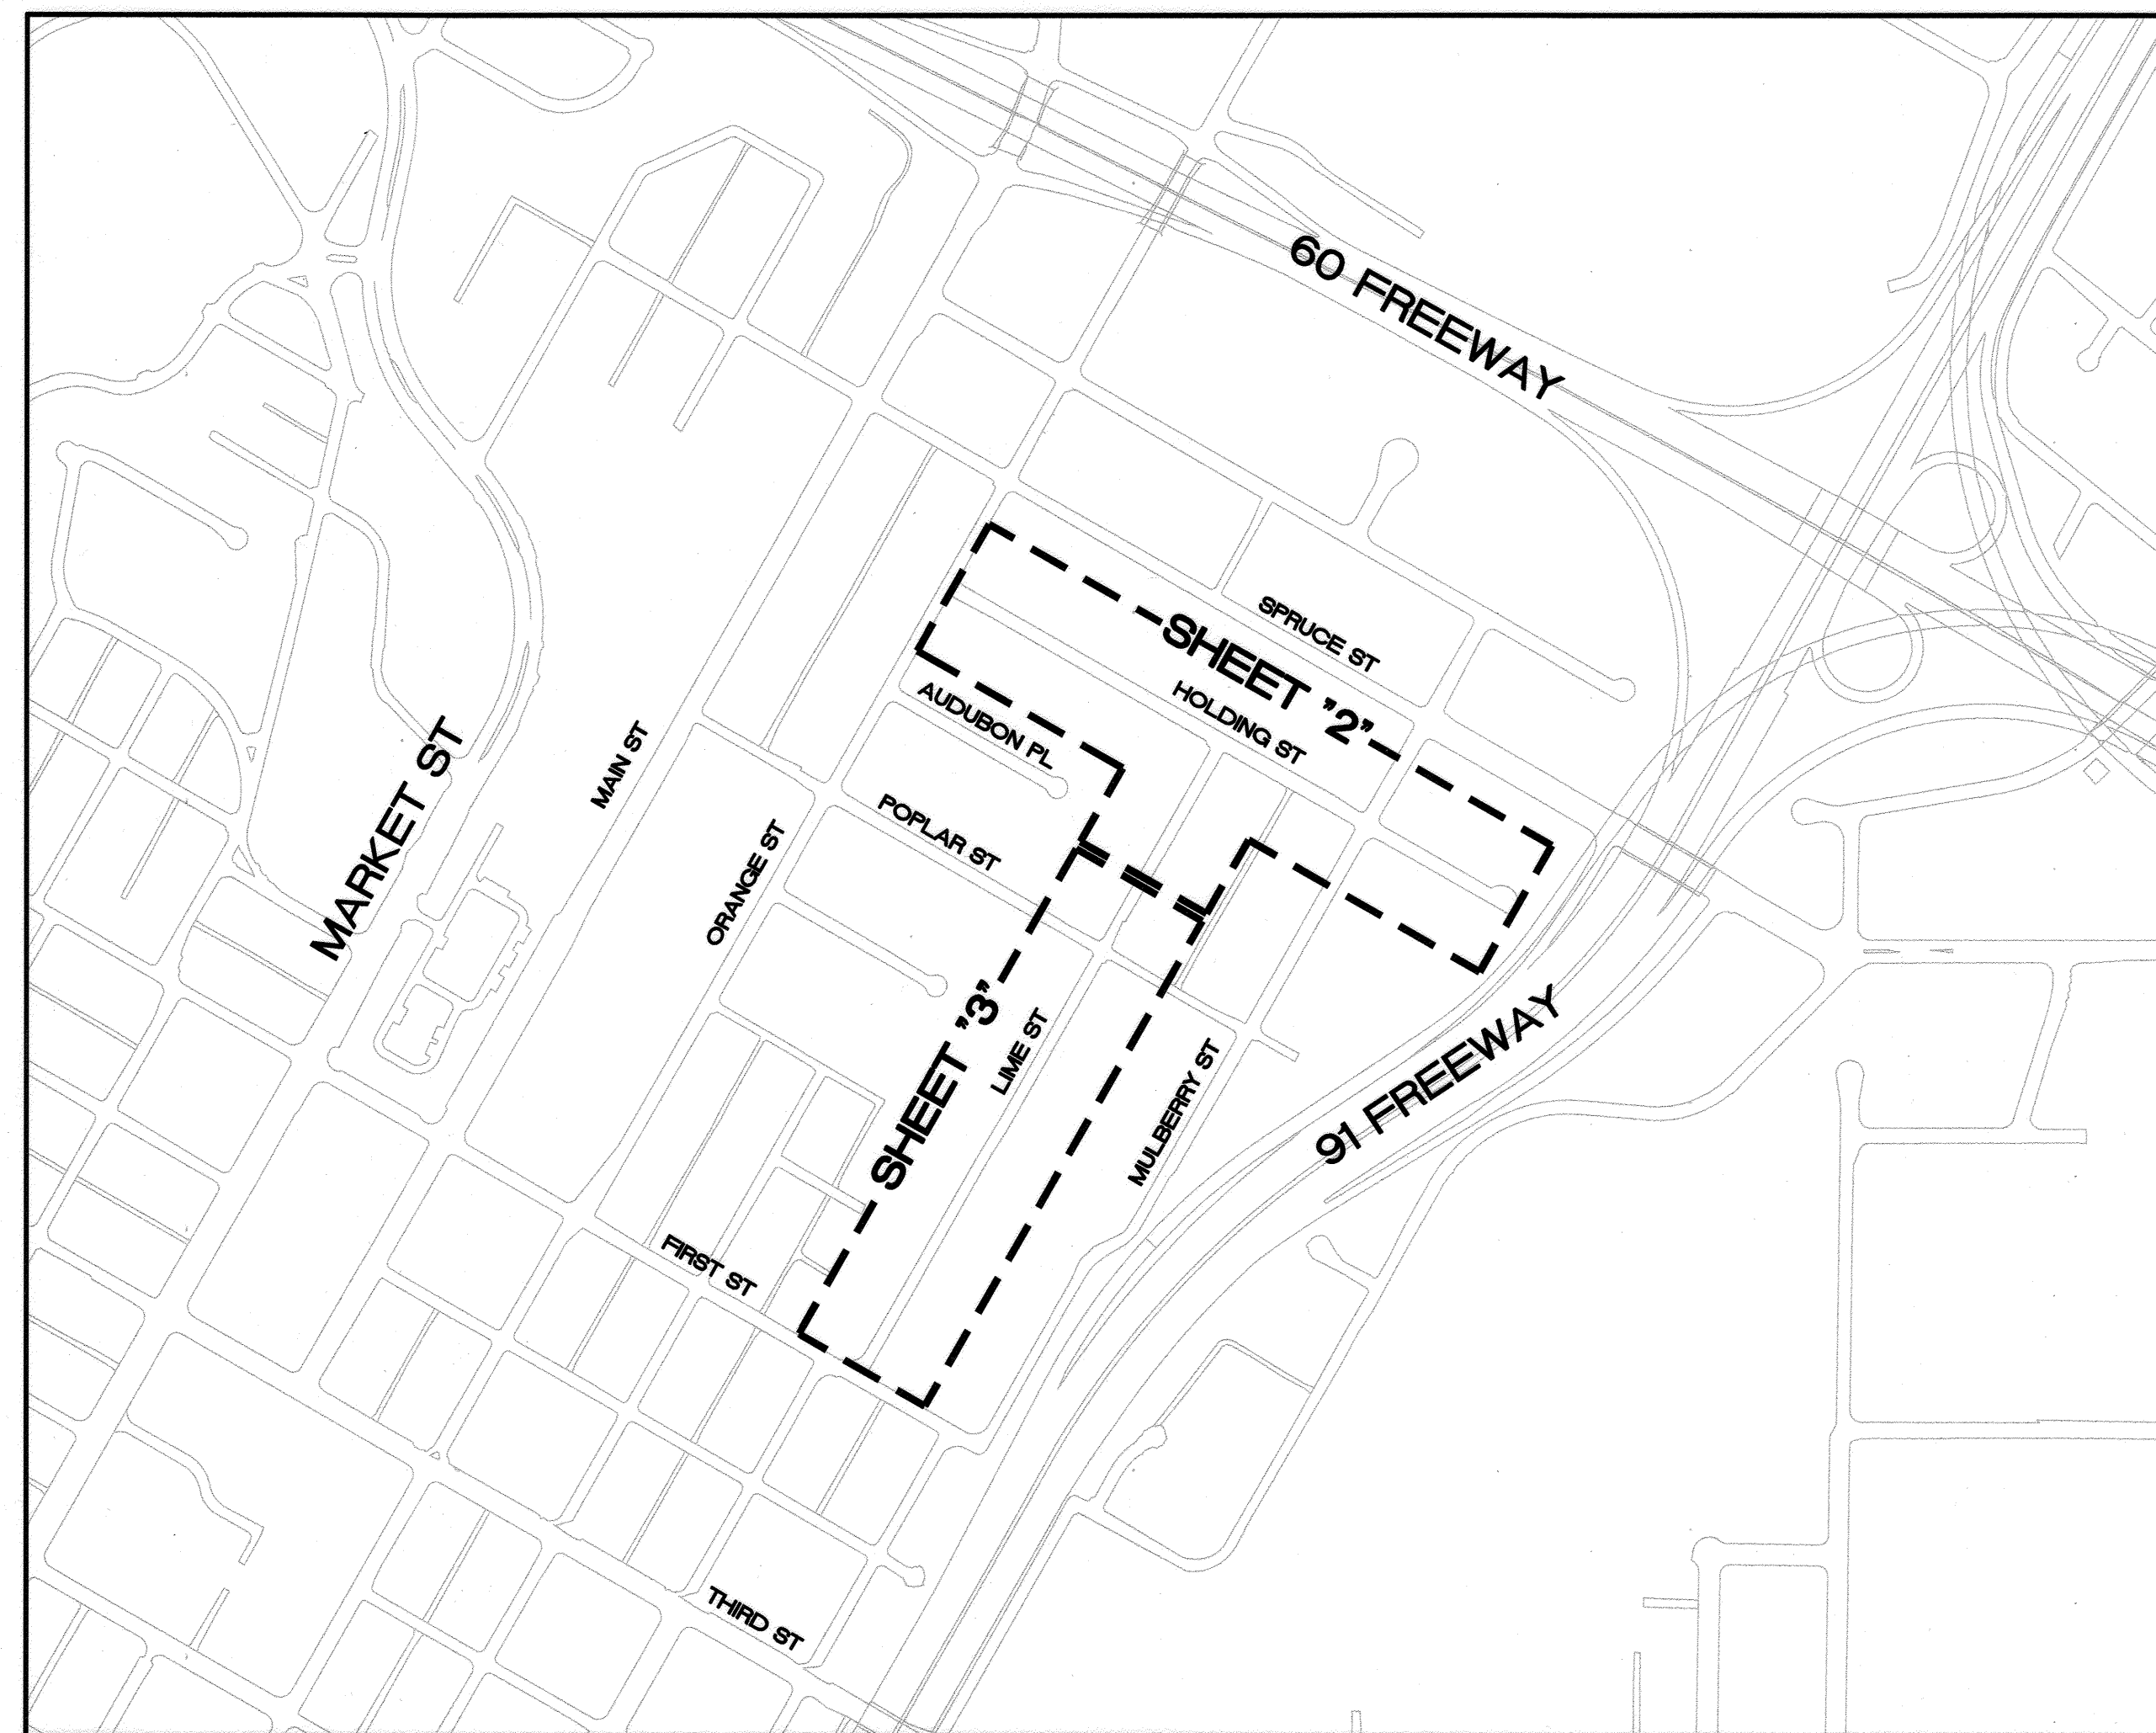 60 FREEWAY
SPRUCE ST
SHEET "2"
HOLDING ST
AUDUBON PL
MARKET ST
MAIN ST
POPLAR ST
ORANGE ST
SHEET "3"
LIME ST
MULBERRY ST
91 FREEWAY
FIRST ST
THIRD ST